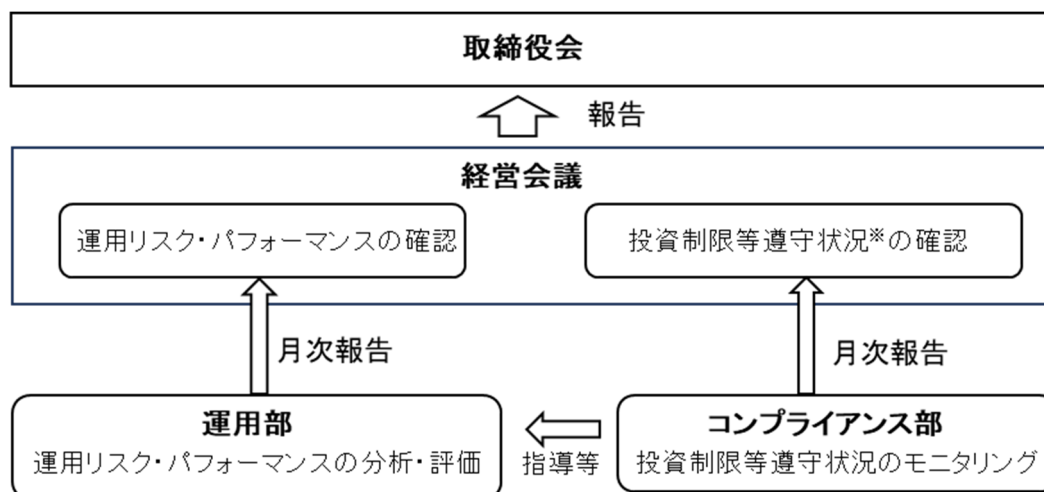 取締役会
報告
経営会議
運用リスク・パフォーマンスの確認
投資制限等遵守状況※の確認
月次報告
月次報告
運用部
運用リスク・パフォーマンスの分析・評価
指導等
コンプライアンス部
投資制限等遵守状況のモニタリング